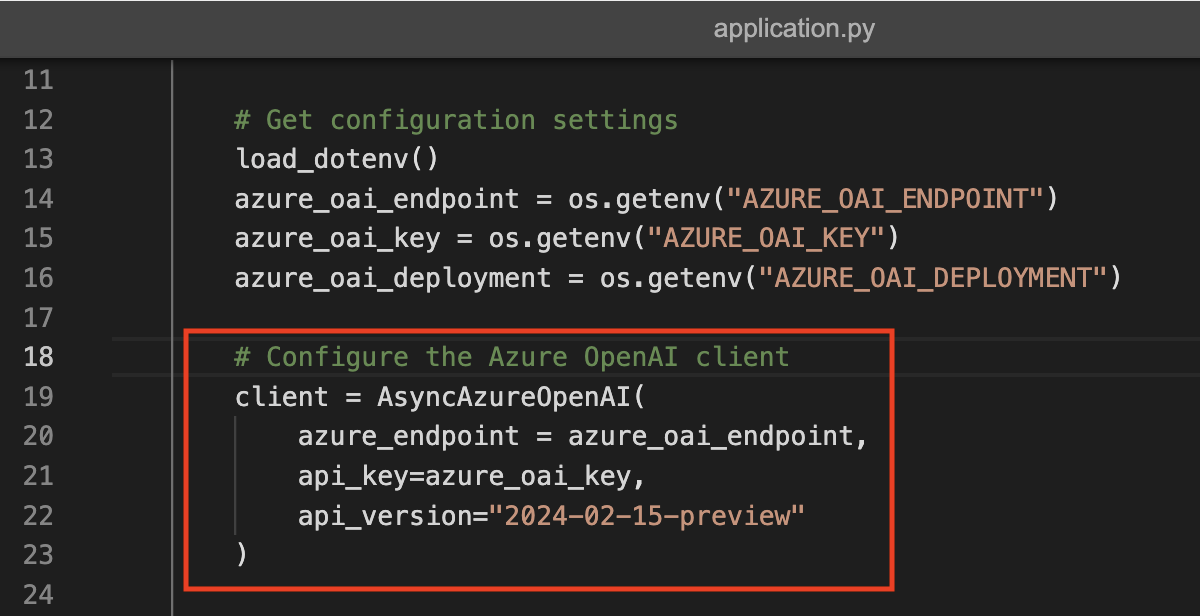 application.py
11
12 # Get configuration settings
13 load_dotenv()
14 azure_oai_endpoint = os.getenv("AZURE_OAI_ENDPOINT")
15 azure_oai_key = os.getenv("AZURE_OAI_KEY")
16 azure_oai_deployment = os.getenv("AZURE_OAI_DEPLOYMENT")
17
18 # Configure the Azure OpenAI client
19 client = AsyncAzureOpenAI(
20     azure_endpoint = azure_oai_endpoint,
21     api_key=azure_oai_key,
22     api_version="2024-02-15-preview"
23 )
24